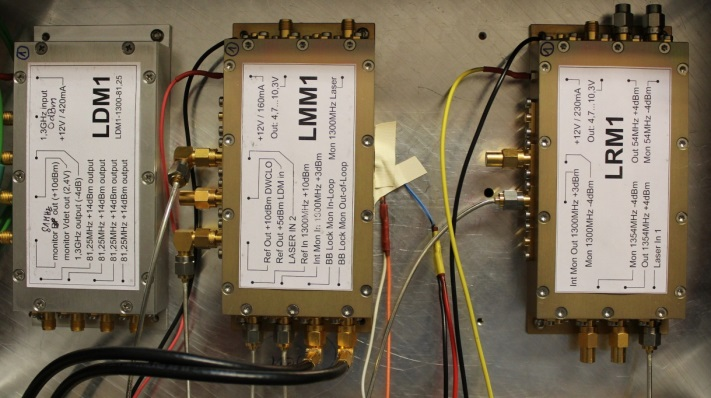 1
1,3GHz input
0dBm
+12V / 420mA
LDM1
LDM1-1300-81.25
monitor out (+10dBm)
monitor Vdet out (2.4V)
1,3GHz output (-4dB)
81,25MHz +14dBm output
81,25MHz +14dBm output
81,25MHz +14dBm output
81,25MHz +14dBm output
1
+12V / 160mA
Out: 4,7...10,3V
LMM1
Mon 1300MHz Laser
Ref Out +10dBm DWCLO
Ref Out +5dBm LDM in
LASER IN 2
Ref In 1300MHz +10dBm
Int Mon In 1300MHz +3dBm
BB Lock Mon In-Loop
BB Lock Mon Out-of-Loop
1
+12V / 230mA
Out: 4,7...10,3V
LRM1
Out 54MHz +4dBm
Mon 54MHz -4dBm
Int Mon Out 1300MHz +3dBm
Mon 1300MHz -4dBm
Mon 1354MHz -4dBm
Out 1354MHz +4dBm
Laser In 1